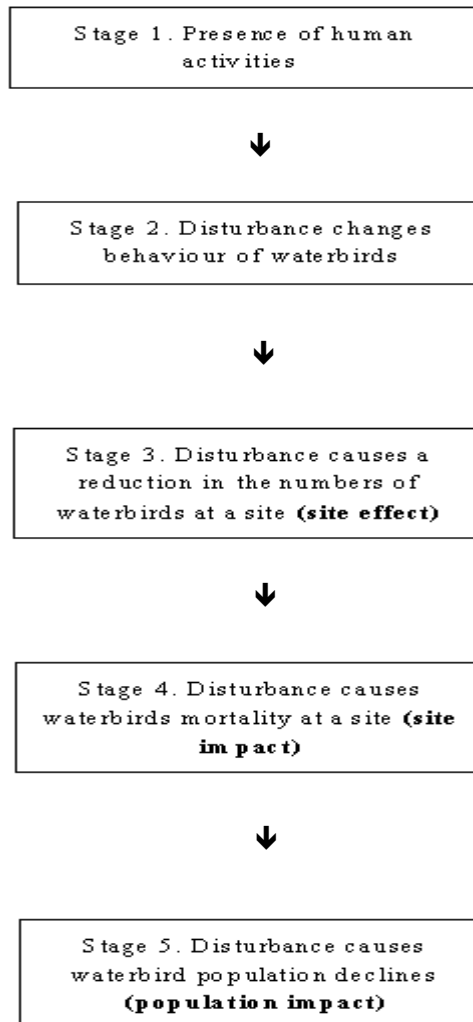 Stage 1. Presence of human
activities
Stage 2. Disturbance changes
behaviour of waterbirds
Stage 3. Disturbance causes a
reduction in the numbers of
waterbirds at a site (site effect)
Stage 4. Disturbance causes
waterbirds mortality at a site (site
impact)
Stage 5. Disturbance causes
waterbird population declines
(population impact)